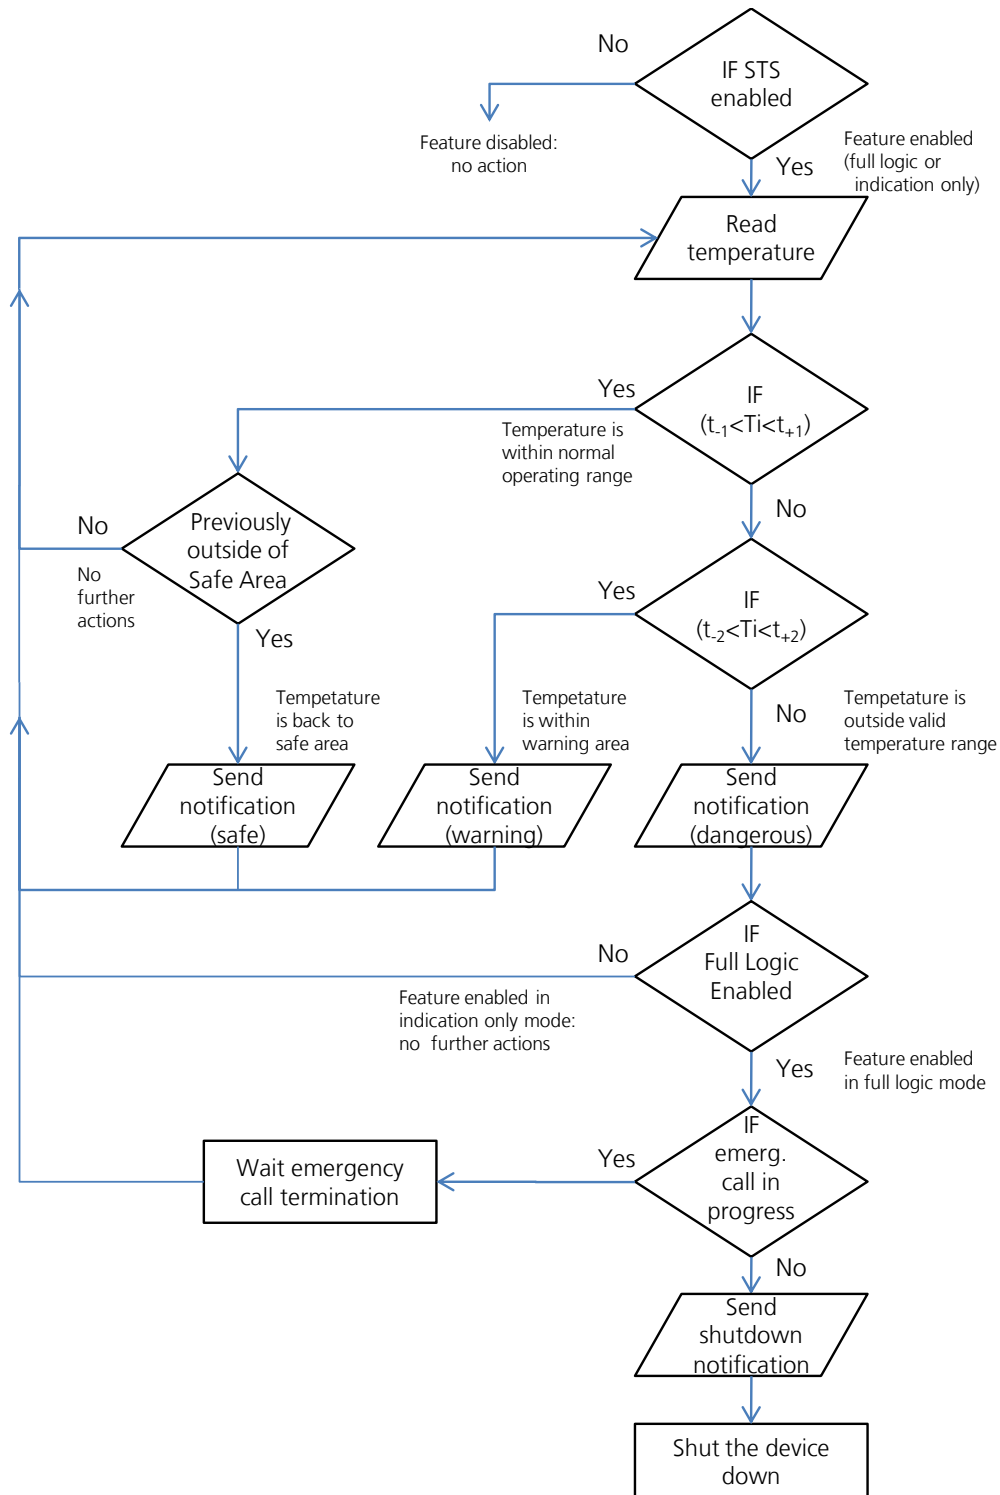 No
IF STS
enabled
Feature disabled:
no action
Feature enabled
(full logic or
indication only)
Yes
Read
temperature
Yes
IF
(t-1<Ti<t+1)
Temperature is
within normal
operating range
No
No
Previously
outside of
Safe Area
No
further
actions
Yes
Yes
IF
(t-2<Ti<t+2)
No
Tempetature
is back to
safe area
Tempetature
is within
warning area
Tempetature is
outside valid
temperature range
Send
notification
(safe)
Send
notification
(warning)
Send
notification
(dangerous)
No
IF
Full Logic
Enabled
Feature enabled in
indication only mode:
no further actions
Yes
Feature enabled
in full logic mode
Wait emergency
call termination
Yes
IF
emerg.
call in
progress
No
Send
shutdown
notification
Shut the device
down